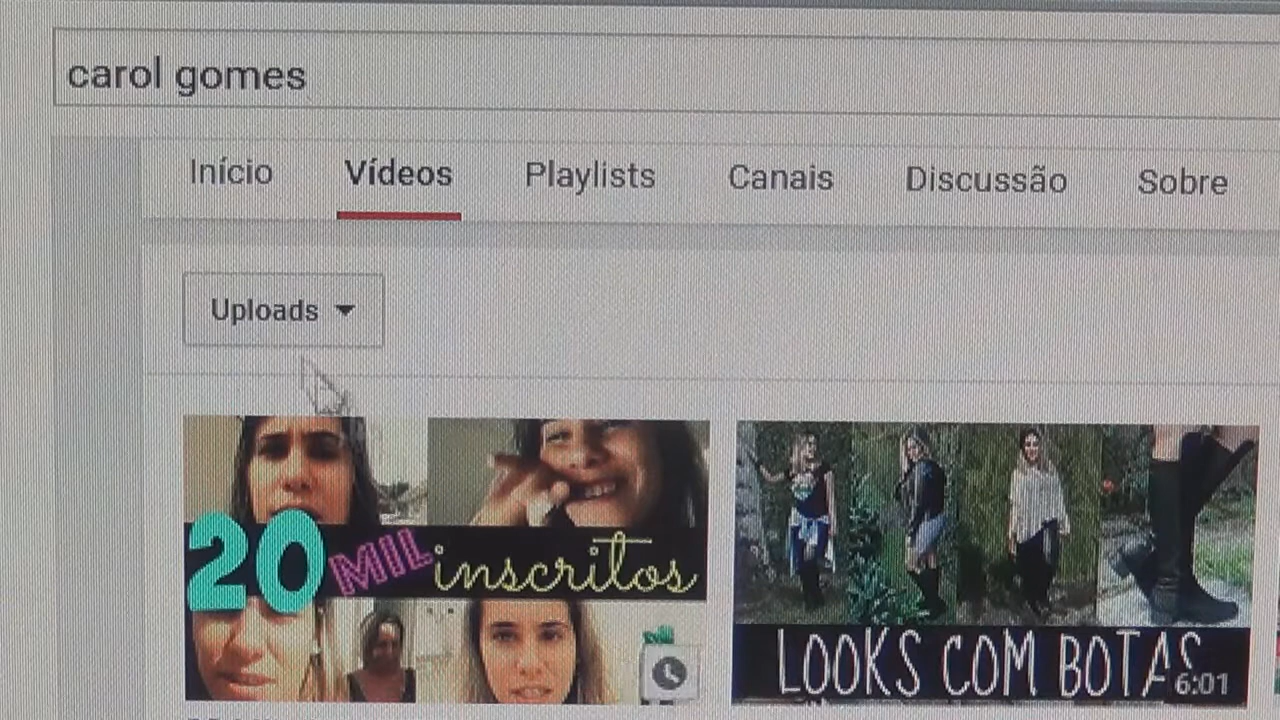 carol gomes
Início Vídeos Playlists Canais Discussão Sobre
Uploads
20 MIL inscritos
LOOKS COM BOTAS
6:01